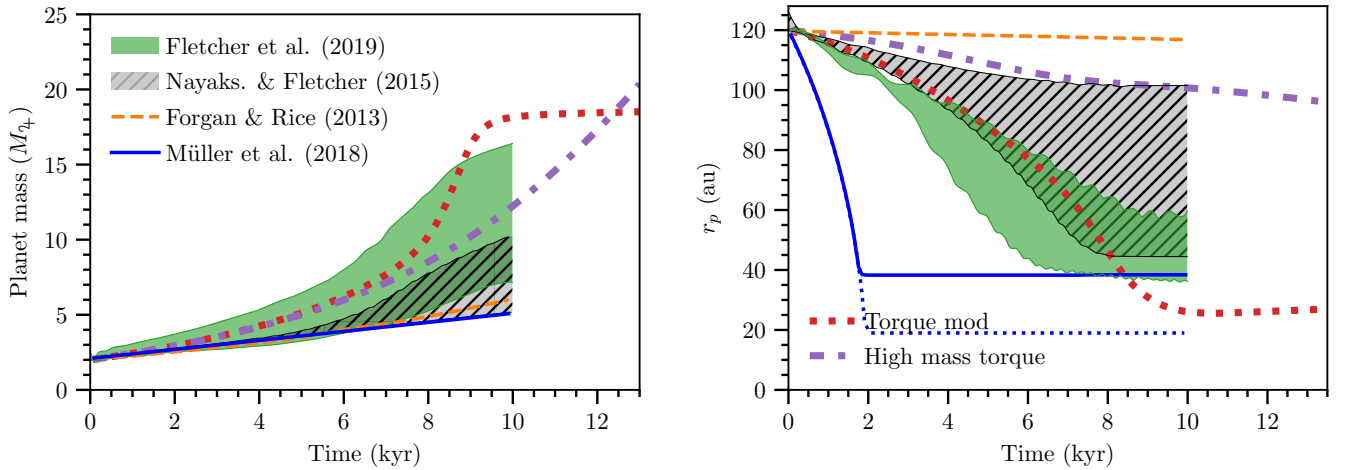 25
20
15
10
5
0
Planet mass (M♃)
Fletcher et al. (2019)
Nayaks. & Fletcher (2015)
Forgan & Rice (2013)
Müller et al. (2018)
0 2 4 6 8 10 12
Time (kyr)
120
100
80
60
40
20
0
r_p (au)
Torque mod
High mass torque
0 2 4 6 8 10 12
Time (kyr)